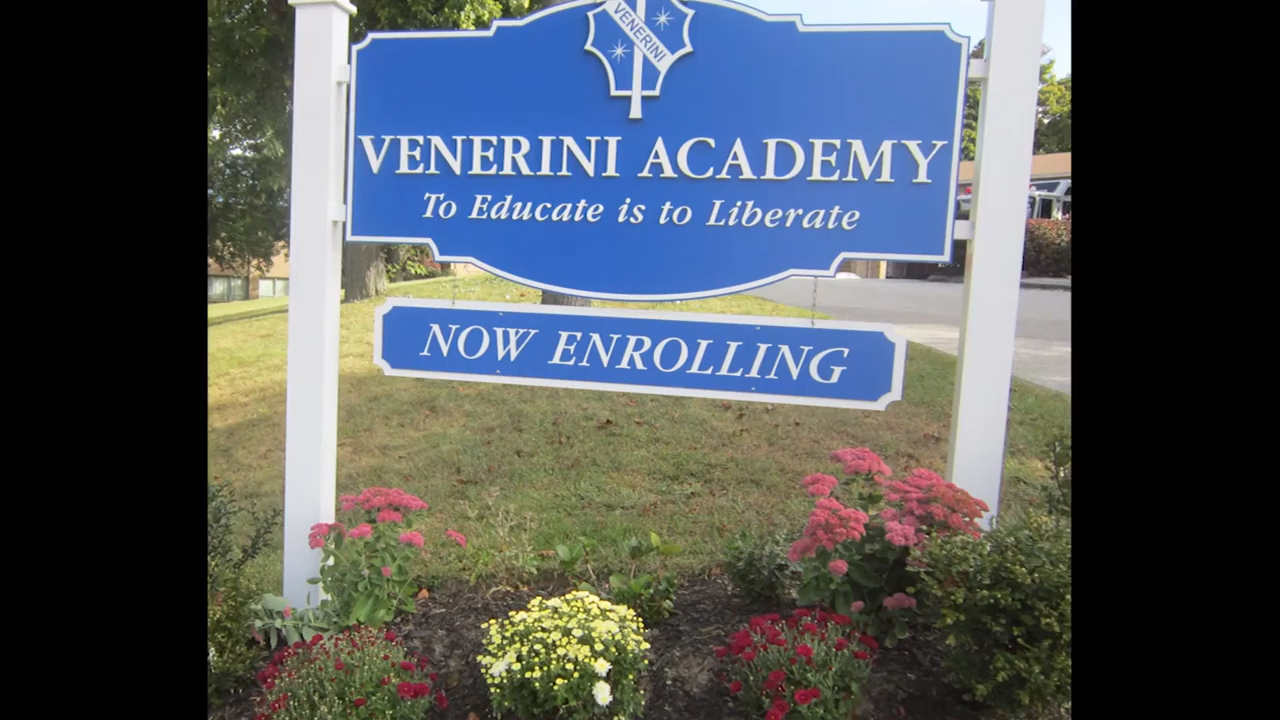 VENERINI
VENERINI ACADEMY
To Educate is to Liberate
NOW ENROLLING